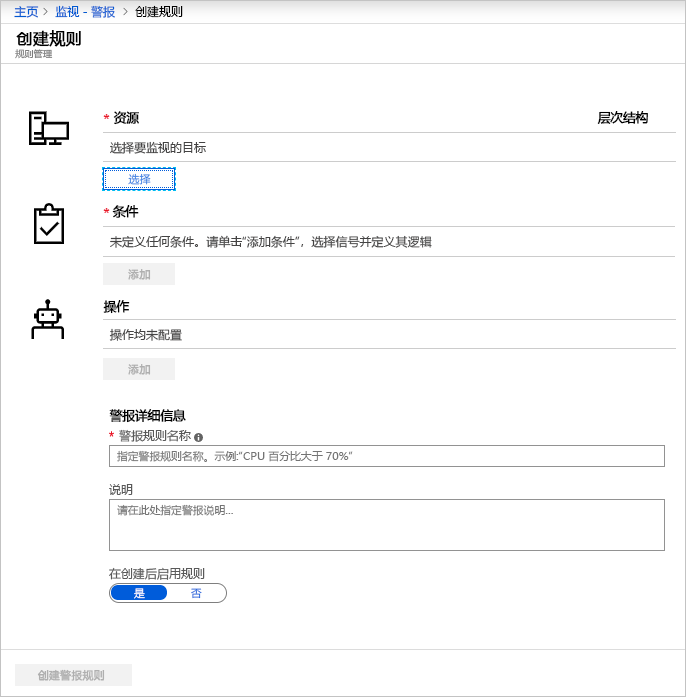 主页 > 监视 - 警报 > 创建规则
创建规则
规则管理
* 资源 层次结构
选择要监视的目标
选择
* 条件
未定义任何条件。请单击“添加条件”，选择信号并定义其逻辑
添加
操作
操作均未配置
添加
警报详细信息
* 警报规则名称
指定警报规则名称。示例:“CPU 百分比大于 70%”
说明
请在此处指定警报说明...
在创建后启用规则
是 否
创建警报规则